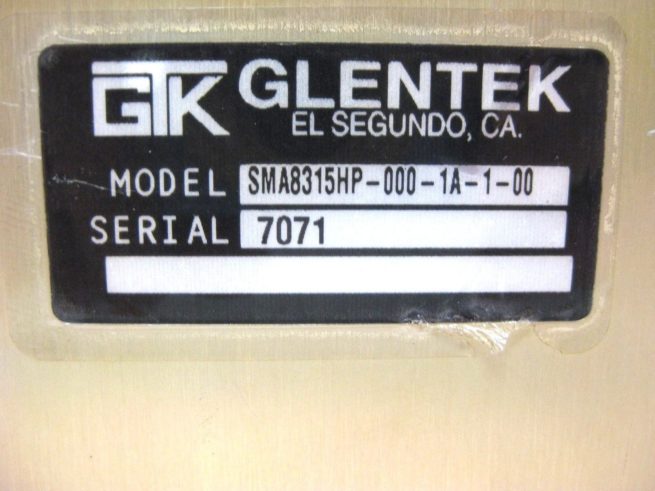 GTK GLENTEK
EL SEGUNDO, CA.
MODEL SMA8315HP-000-1A-1-00
SERIAL 7071